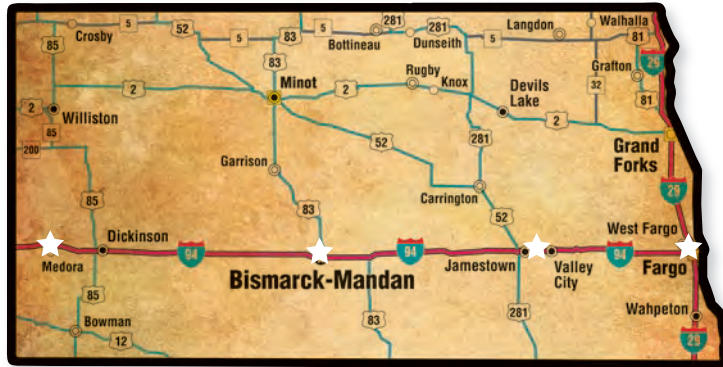 Crosby
5
52
5
83
Bottineau
281
Dunseith
Langdon
5
Walhalla
81
85
83
29
Grafton
Minot
Rugby
Knox
Devils
Lake
32
81
2
Williston
2
2
2
85
200
52
281
Grand
Forks
Garrison
29
85
83
Carrington
52
West Fargo
Dickinson
94
94
94
Medora
Bismarck-Mandan
Jamestown
Valley
City
Fargo
85
83
281
Wahpeton
Bowman
12
29